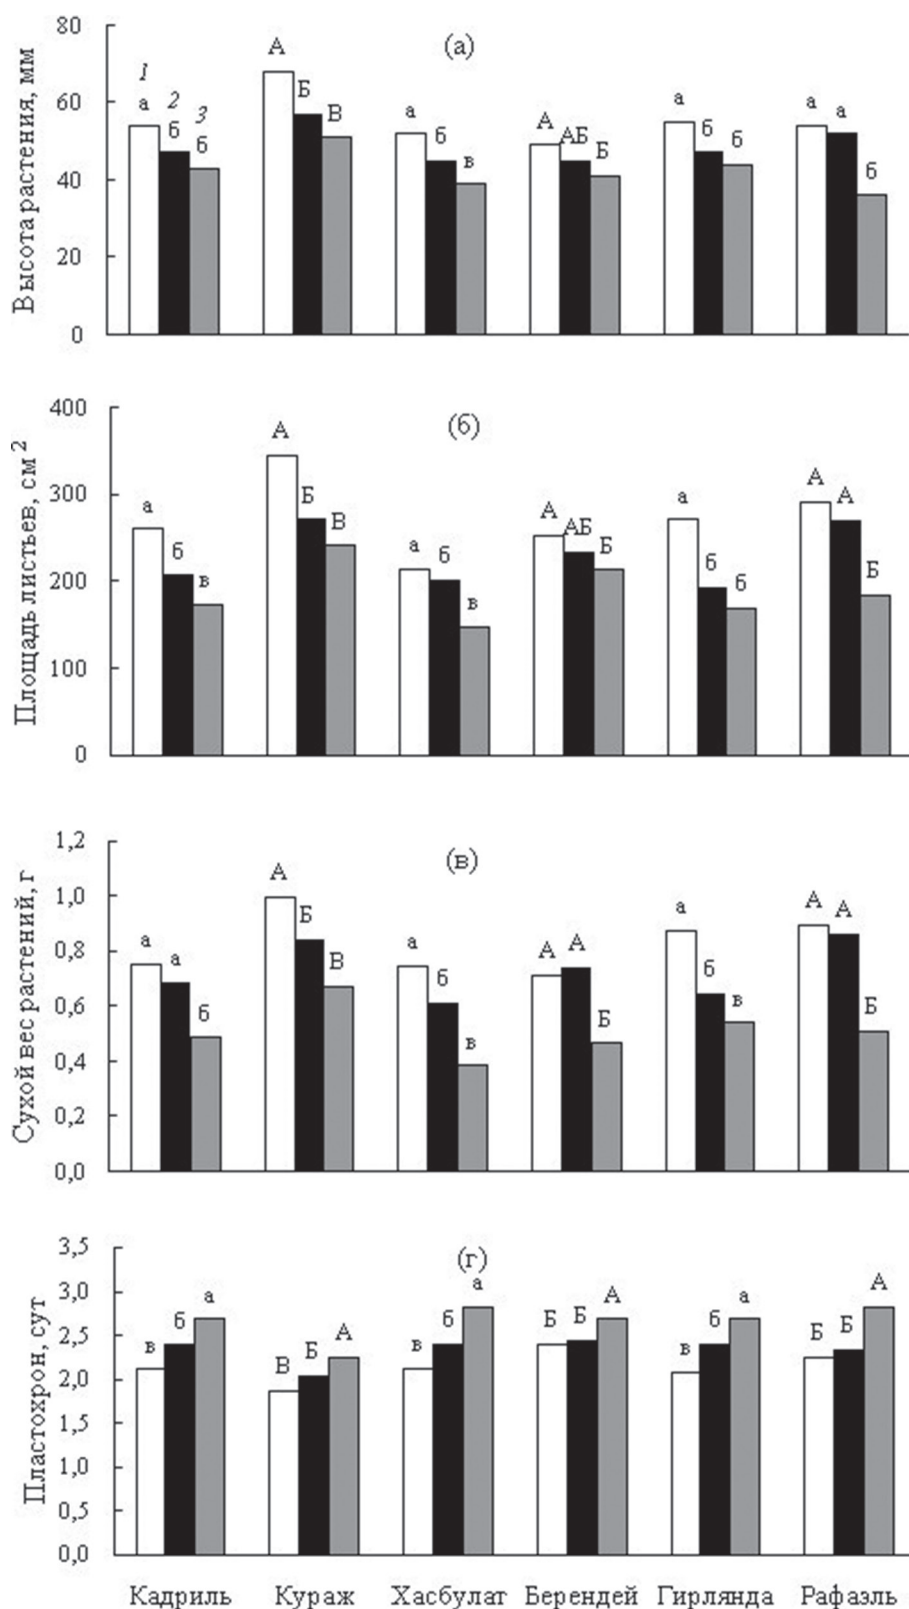 80
60
40
20
0
Высота растения, мм
(а)
1 2 3
а б б
А Б В
а б в
А АБ Б
а б б
а а б
400
300
200
100
0
Площадь листьев, см 2
(б)
а б в
А Б В
а б в
А АБ Б
а б б
А А Б
1,2
1,0
0,8
0,6
0,4
0,2
0,0
Сухой вес растений, г
(в)
а а б
А Б В
а б в
А А Б
а б в
А А Б
3,5
3,0
2,5
2,0
1,5
1,0
0,5
0,0
Пластохрон, сут
(г)
в б а
В Б А
в б а
Б Б А
в б а
Б Б А
Кадриль Кураж Хасбулат Берендей Гирлянда Рафаэль